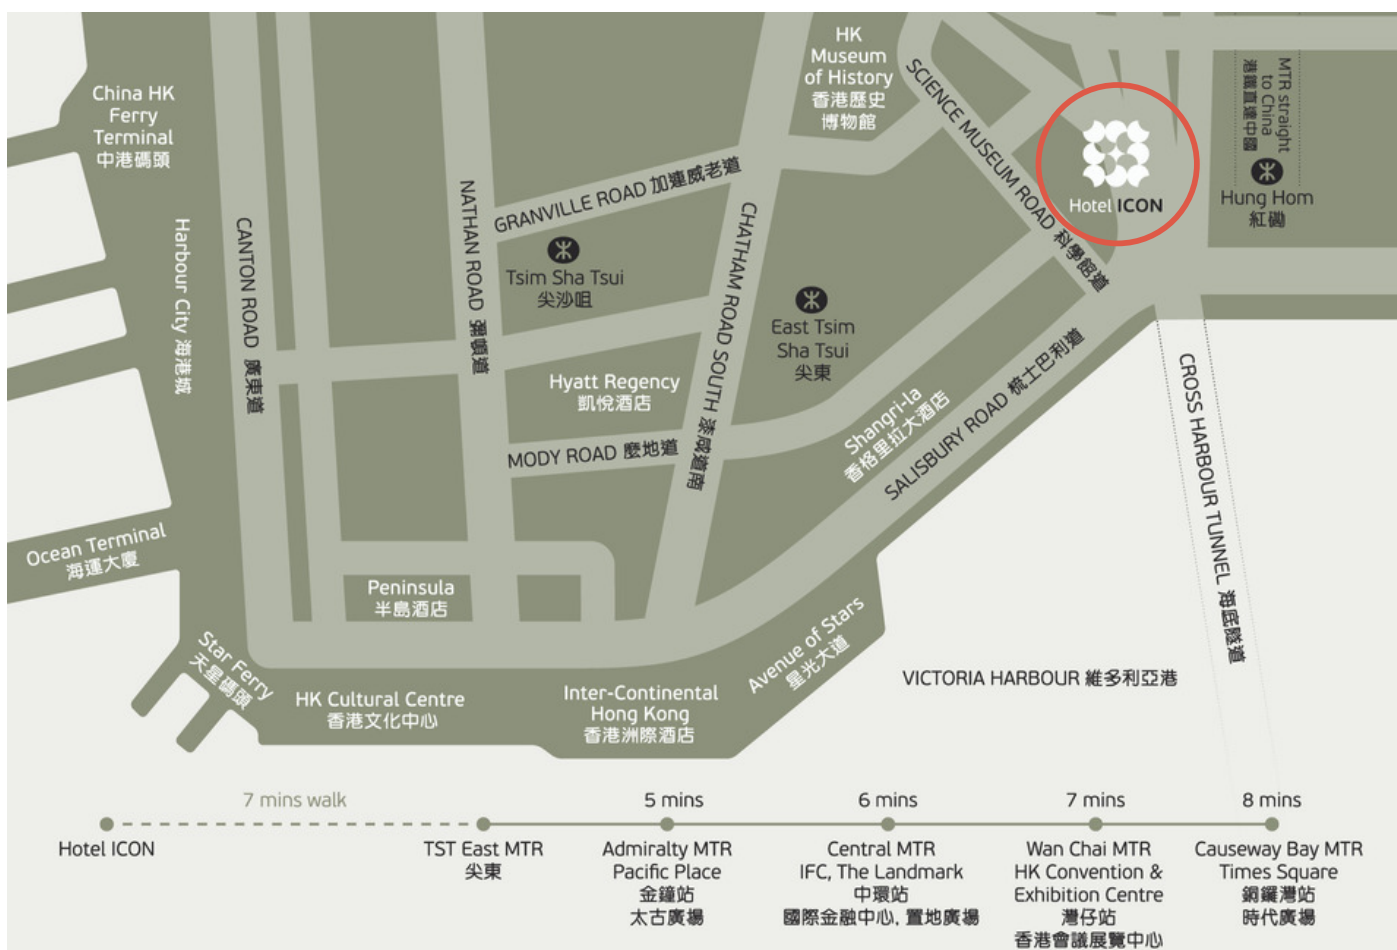 HK
Museum
of History
香港歷史
博物館
China HK
Ferry
Terminal
中港碼頭
SCIENCE MUSEUM ROAD 科學館道
MTR straight
to China
港鐵直達中國
Hotel ICON
Hung Hom
紅磡
GRANVILLE ROAD 加連威老道
NATHAN ROAD 彌頓道
CANTON ROAD 廣東道
Harbour City 海港城
Tsim Sha Tsui
尖沙咀
CHATHAM ROAD SOUTH 漆咸道南
East Tsim
Sha Tsui
尖東
Hyatt Regency
凱悅酒店
MODY ROAD 麼地道
Shangri-la
香格里拉大酒店
SALISBURY ROAD 梳士巴利道
CROSS HARBOUR TUNNEL 海底隧道
Ocean Terminal
海運大廈
Peninsula
半島酒店
Star Ferry
天星碼頭
HK Cultural Centre
香港文化中心
Inter-Continental
Hong Kong
香港洲際酒店
Avenue of Stars
星光大道
VICTORIA HARBOUR 維多利亞港
7 mins walk
5 mins
6 mins
7 mins
8 mins
Hotel ICON
TST East MTR
尖東
Admiralty MTR
Pacific Place
金鐘站
太古廣場
Central MTR
IFC, The Landmark
中環站
國際金融中心, 置地廣場
Wan Chai MTR
HK Convention &
Exhibition Centre
灣仔站
香港會議展覽中心
Causeway Bay MTR
Times Square
銅鑼灣站
時代廣場